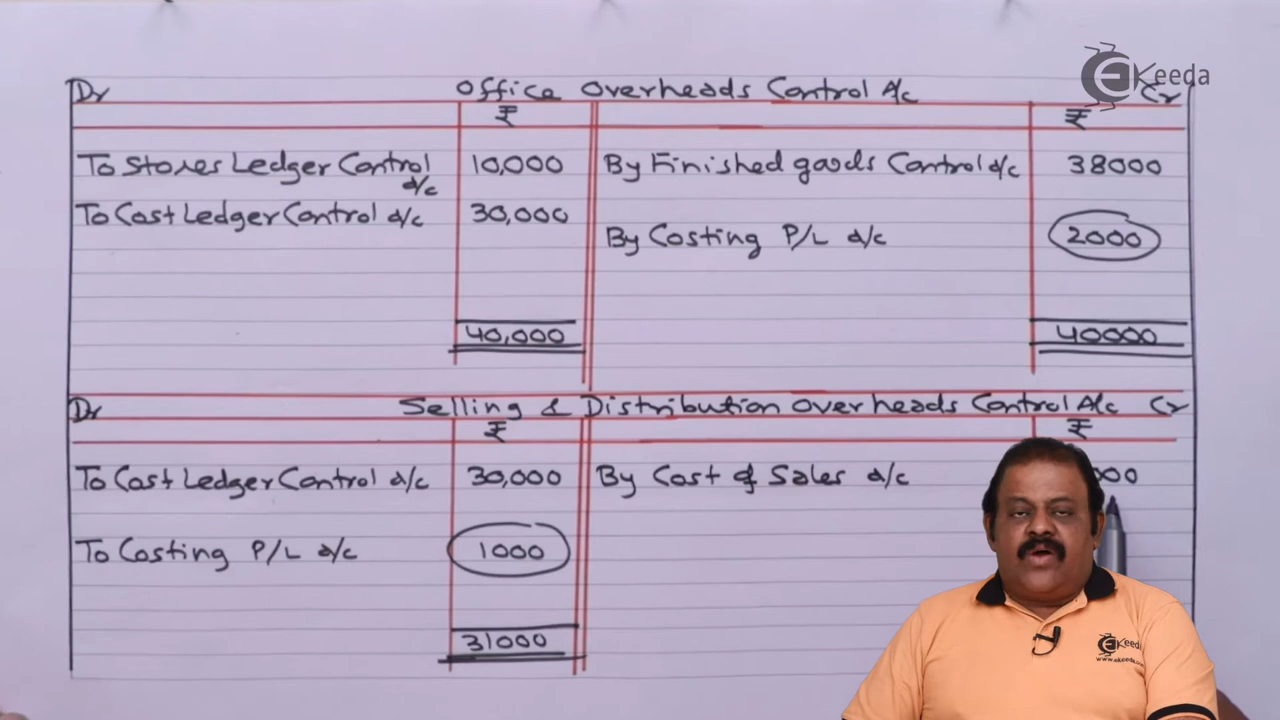 EKeeda
Dr Office Overheads Control A/c Cr
₹ ₹
To Stores Ledger Control a/c 10,000 By Finished goods Control a/c 38000
To Cost Ledger Control a/c 30,000
By Costing P/L a/c 2000
40,000 40000
Dr Selling & Distribution Overheads Control A/c Cr
₹ ₹
To Cost Ledger Control a/c 30,000 By Cost of Sales a/c
To Costing P/L a/c 1000
31000
EKeeda